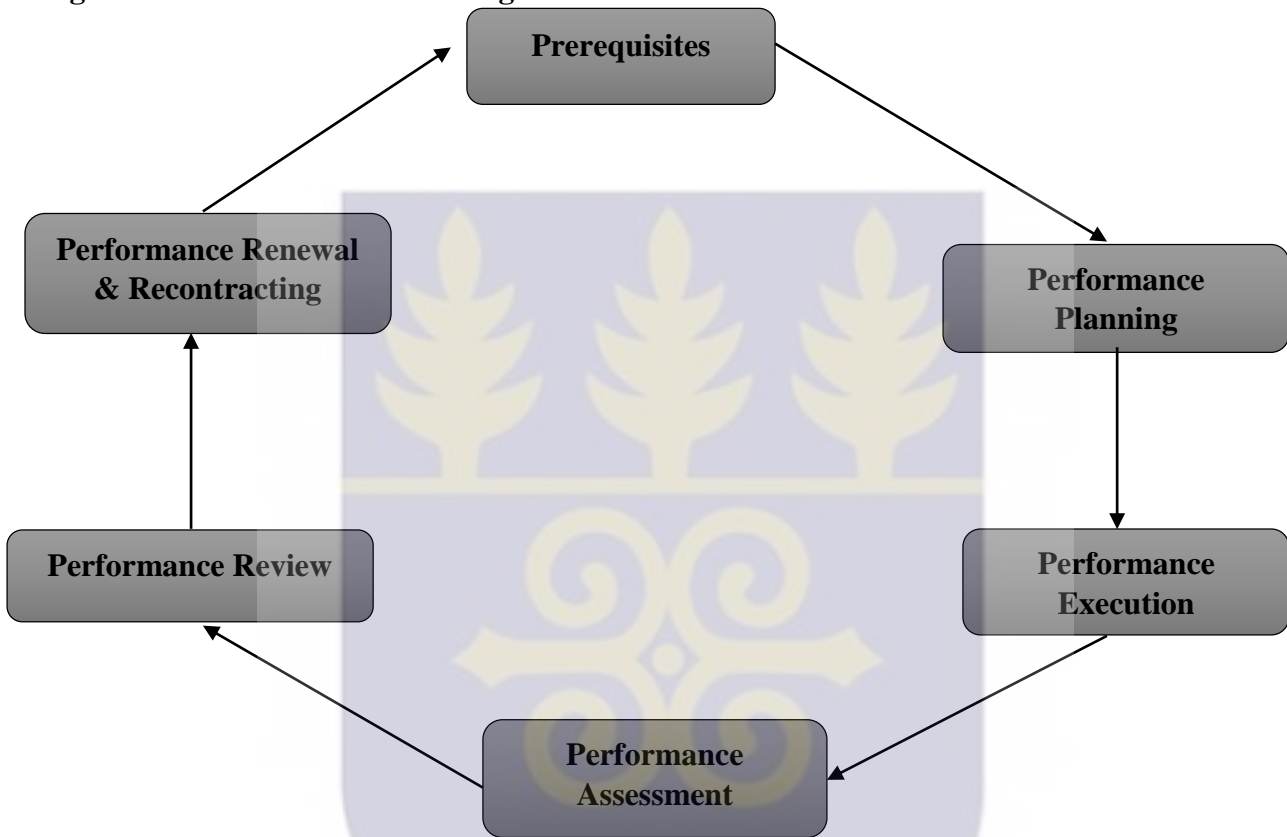 Prerequisites
Performance
Planning
Performance
Execution
Performance
Assessment
Performance Review
Performance Renewal
& Recontracting